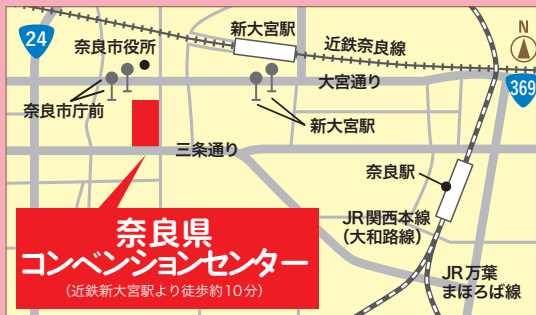 24
奈良市役所
新大宮駅
近鉄奈良線
N
369
大宮通り
奈良市庁前
新大宮駅
三条通り
奈良駅
JR関西本線
(大和路線)
JR万葉
まほろば線
奈良県
コンベンションセンター
(近鉄新大宮駅より徒歩約10分)